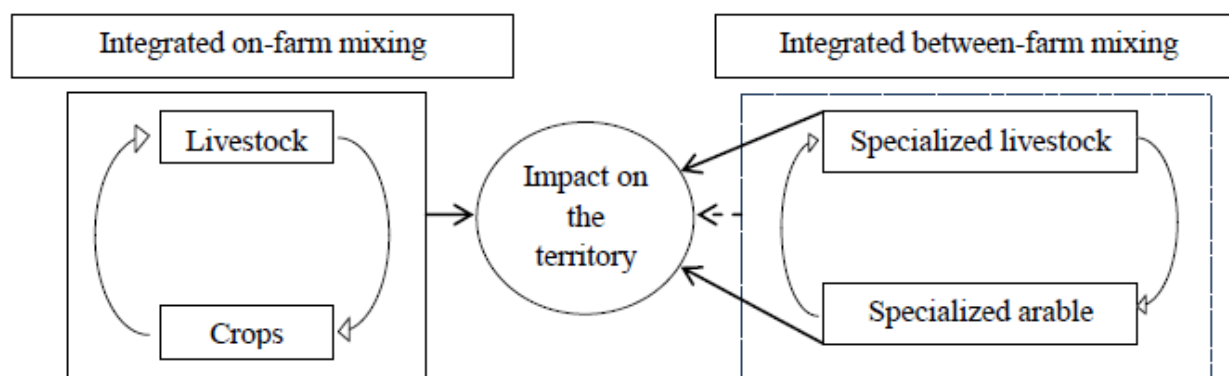 Integrated on-farm mixing
Integrated between-farm mixing
Livestock
Crops
Impact on
the
territory
Specialized livestock
Specialized arable